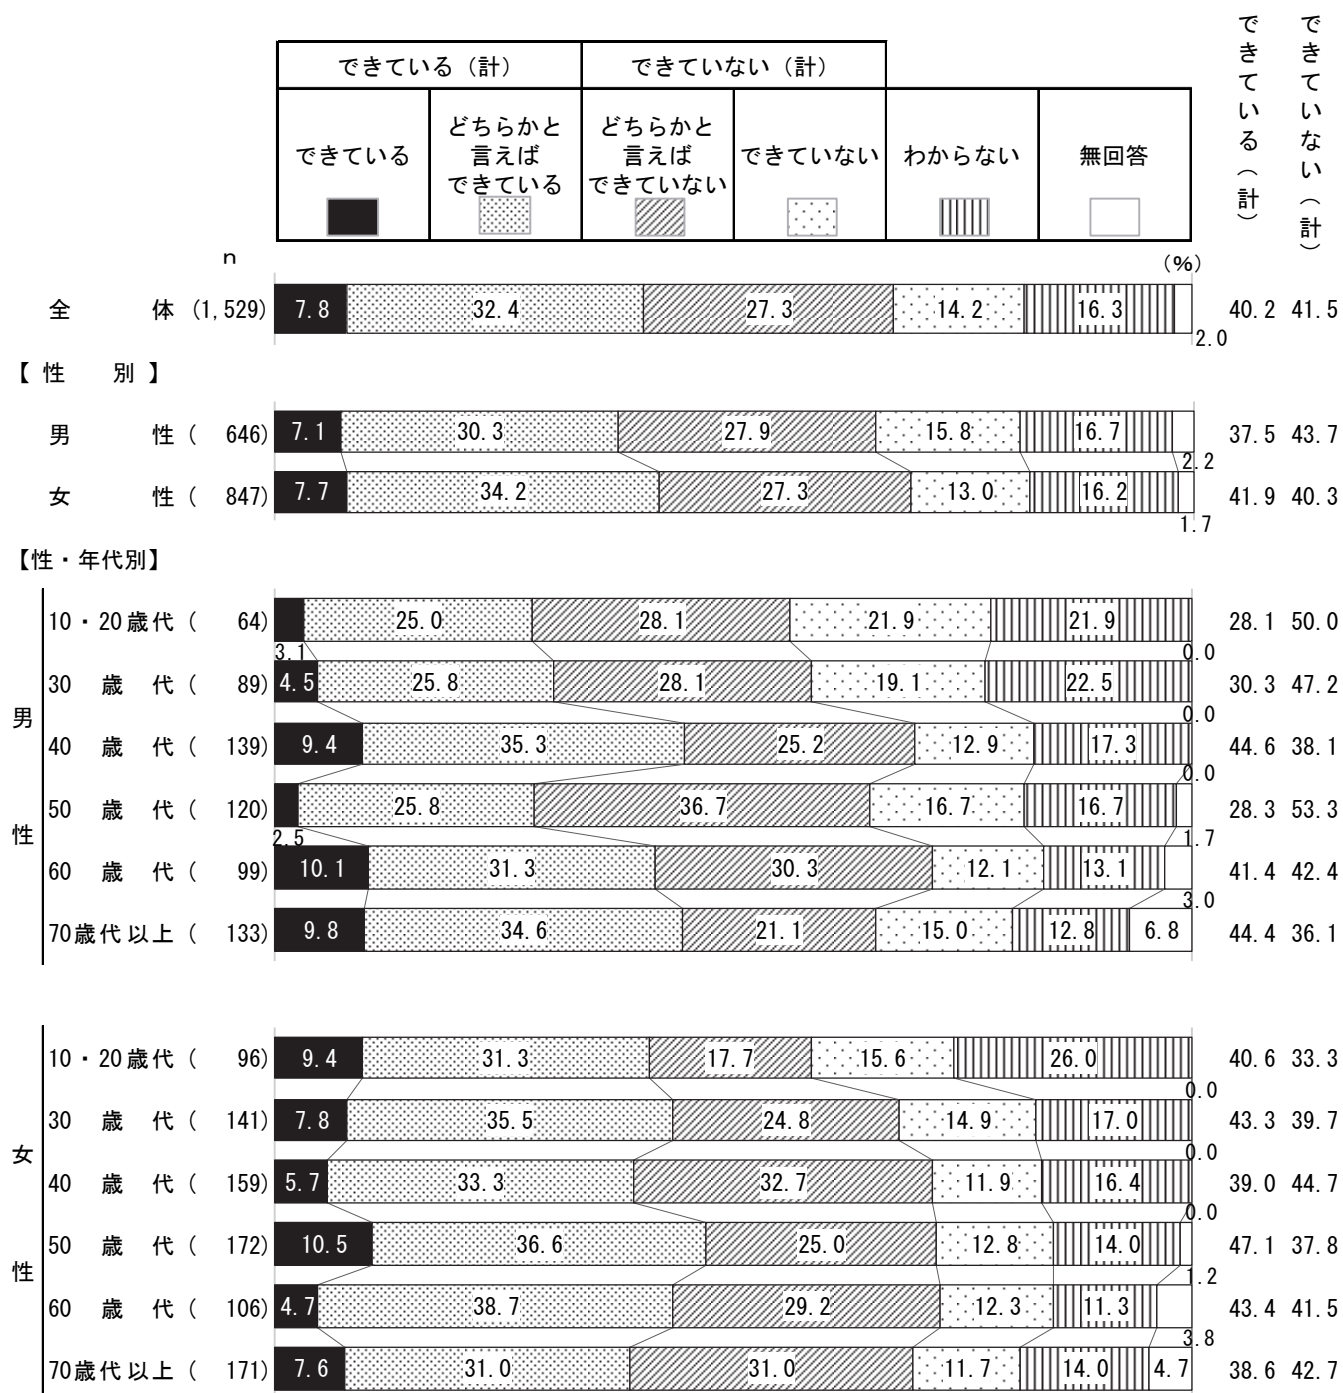 できている（計）　できていない（計）
できている　どちらかと言えばできている　どちらかと言えばできていない　できていない　わからない　無回答　できている（計）　できていない（計）
n　（%）
全　体 (1,529) 7.8 32.4 27.3 14.2 16.3 2.0 40.2 41.5
【 性　別 】
男　性 ( 646) 7.1 30.3 27.9 15.8 16.7 2.2 37.5 43.7
女　性 ( 847) 7.7 34.2 27.3 13.0 16.2 1.7 41.9 40.3
【性・年代別】
男性
10・20歳代 ( 64) 3.1 25.0 28.1 21.9 21.9 0.0 28.1 50.0
30 歳 代 ( 89) 4.5 25.8 28.1 19.1 22.5 0.0 30.3 47.2
40 歳 代 ( 139) 9.4 35.3 25.2 12.9 17.3 0.0 44.6 38.1
50 歳 代 ( 120) 2.5 25.8 36.7 16.7 16.7 1.7 28.3 53.3
60 歳 代 ( 99) 10.1 31.3 30.3 12.1 13.1 3.0 41.4 42.4
70歳代以上 ( 133) 9.8 34.6 21.1 15.0 12.8 6.8 44.4 36.1
女性
10・20歳代 ( 96) 9.4 31.3 17.7 15.6 26.0 0.0 40.6 33.3
30 歳 代 ( 141) 7.8 35.5 24.8 14.9 17.0 0.0 43.3 39.7
40 歳 代 ( 159) 5.7 33.3 32.7 11.9 16.4 0.0 39.0 44.7
50 歳 代 ( 172) 10.5 36.6 25.0 12.8 14.0 1.2 47.1 37.8
60 歳 代 ( 106) 4.7 38.7 29.2 12.3 11.3 3.8 43.4 41.5
70歳代以上 ( 171) 7.6 31.0 31.0 11.7 14.0 4.7 38.6 42.7